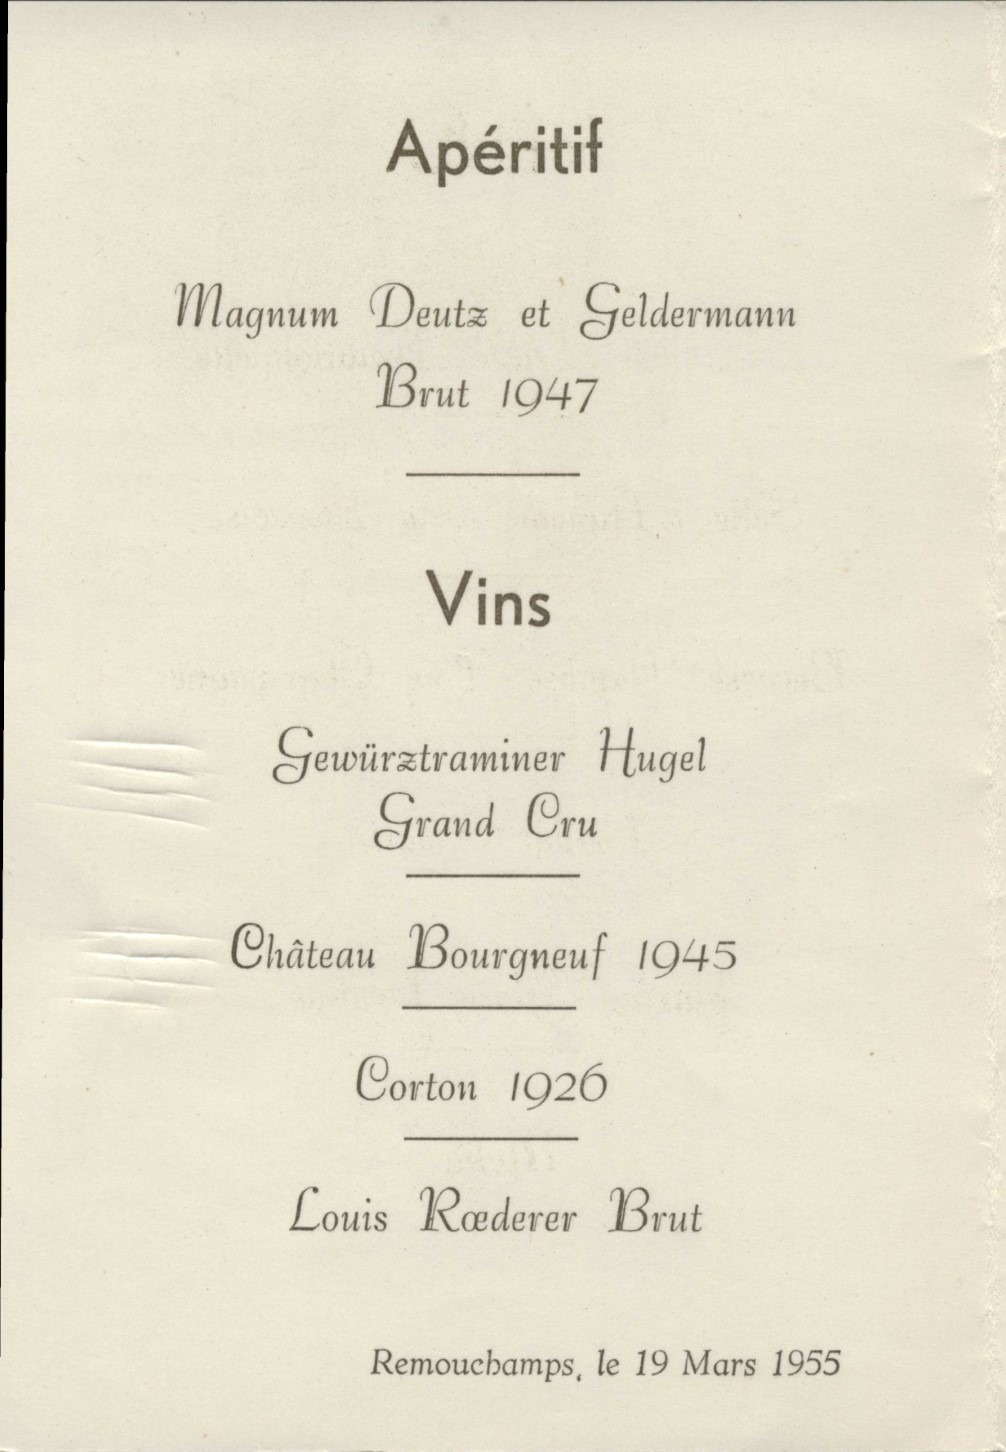 Apéritif
Magnum Deutz et Geldermann
Brut 1947
Vins
Gewürztraminer Hugel
Grand Cru
Château Bourgneuf 1945
Corton 1926
Louis Rœderer Brut
Remouchamps, le 19 Mars 1955